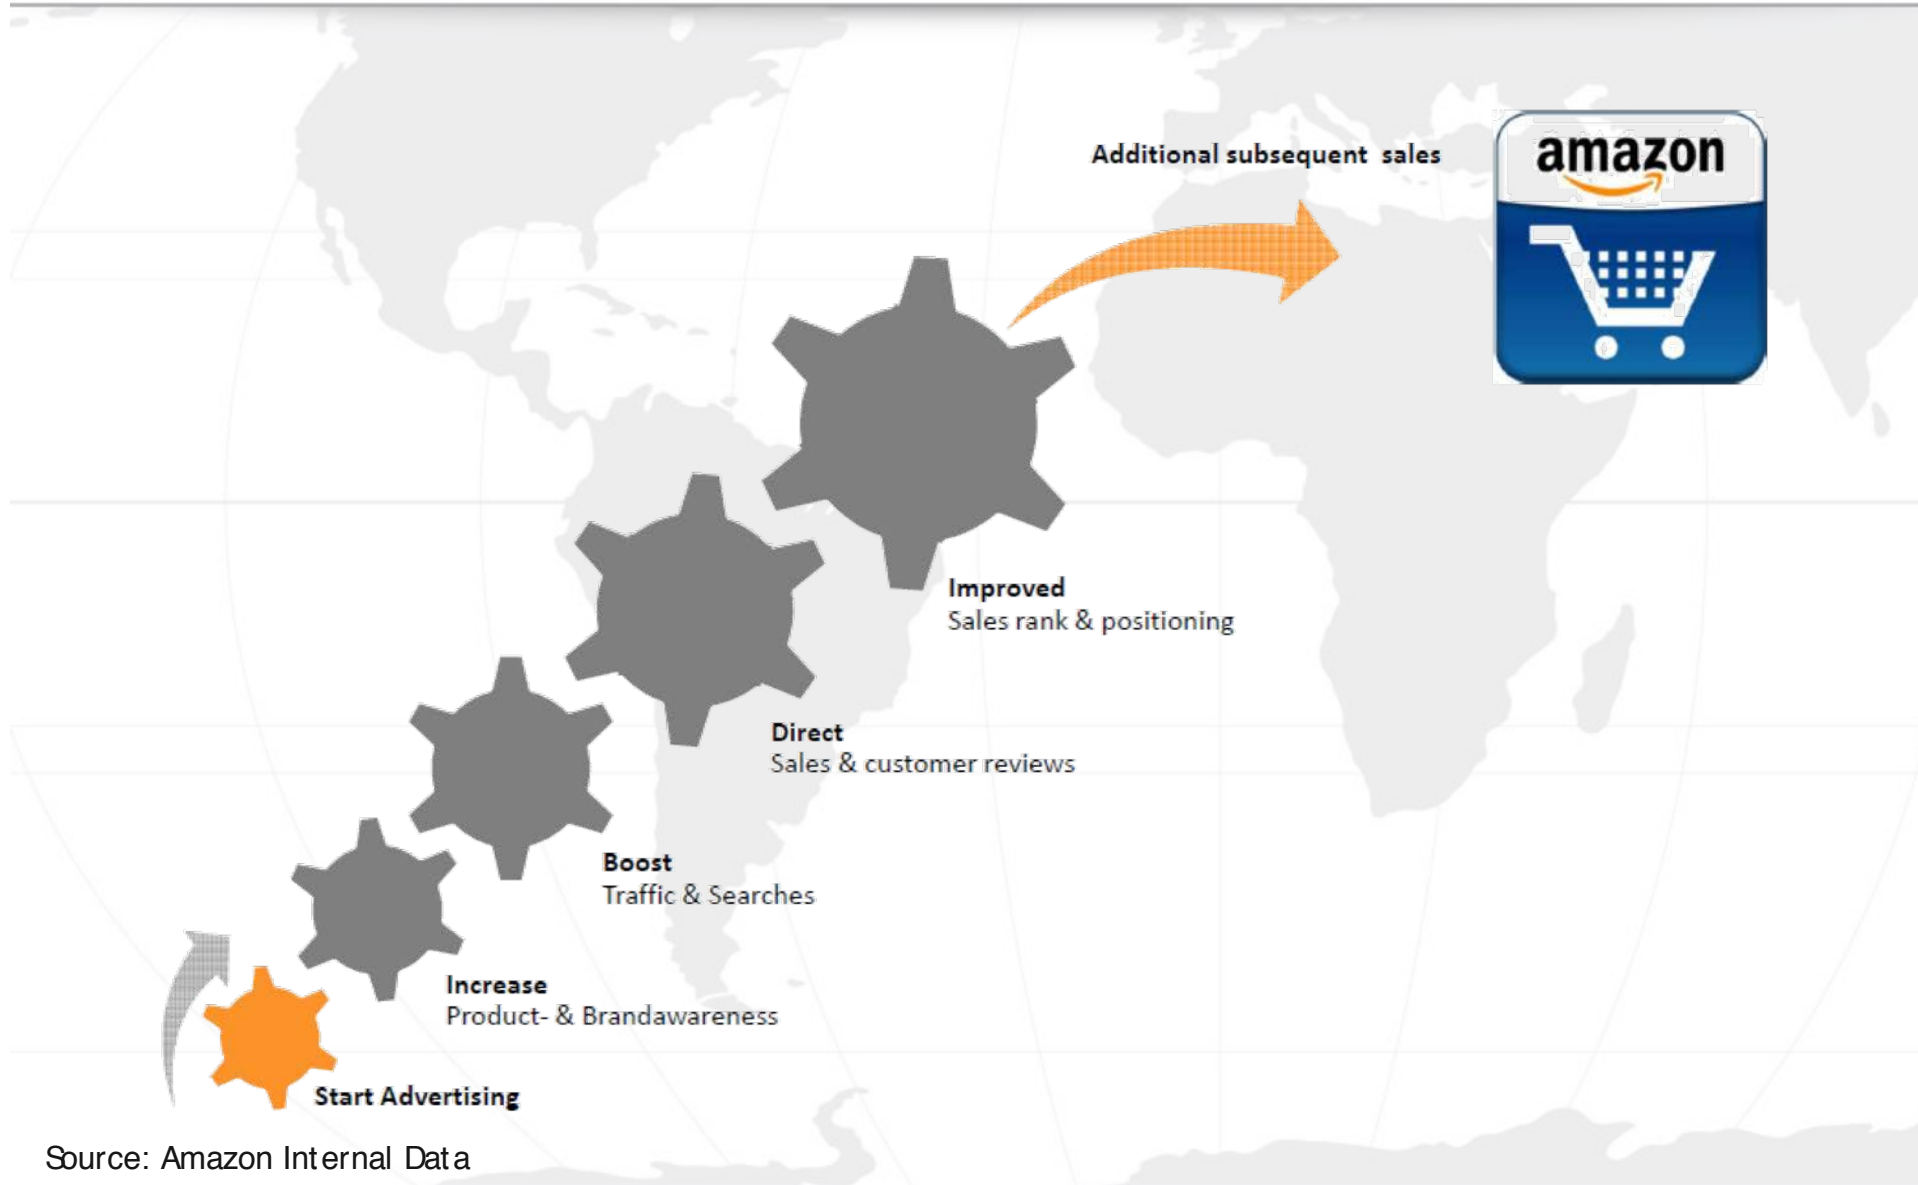 Additional subsequent sales
amazon
Improved
Sales rank & positioning
Direct
Sales & customer reviews
Boost
Traffic & Searches
Increase
Product- & Brandawareness
Start Advertising
Source: Amazon Internal Data